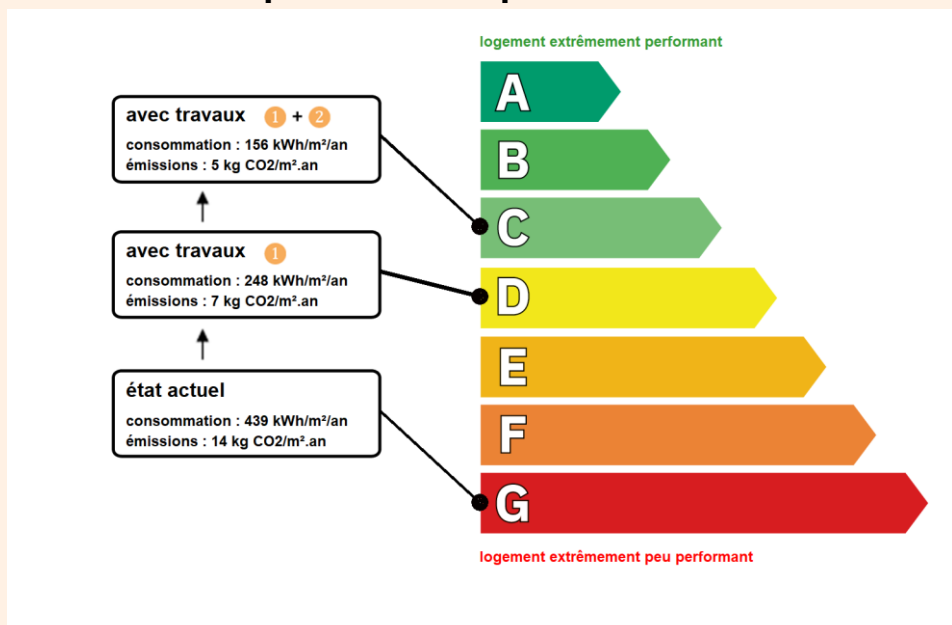 logement extrêmement performant
A
B
C
D
E
F
G
logement extrêmement peu performant
avec travaux 1 + 2
consommation : 156 kWh/m²/an
émissions : 5 kg CO2/m².an
avec travaux 1
consommation : 248 kWh/m²/an
émissions : 7 kg CO2/m².an
état actuel
consommation : 439 kWh/m²/an
émissions : 14 kg CO2/m².an